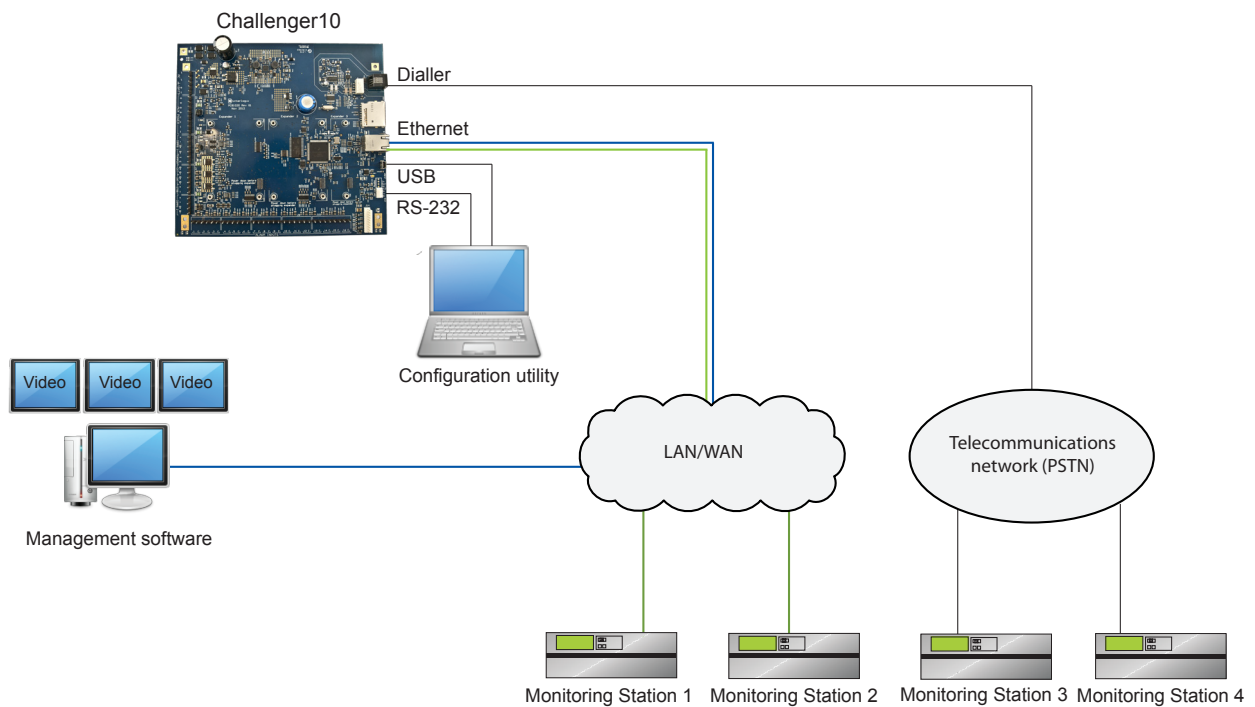 Challenger10
Dialler
Ethernet
USB
RS-232
Configuration utility
Video
Video
Video
Management software
LAN/WAN
Telecommunications
network (PSTN)
Monitoring Station 1
Monitoring Station 2
Monitoring Station 3
Monitoring Station 4